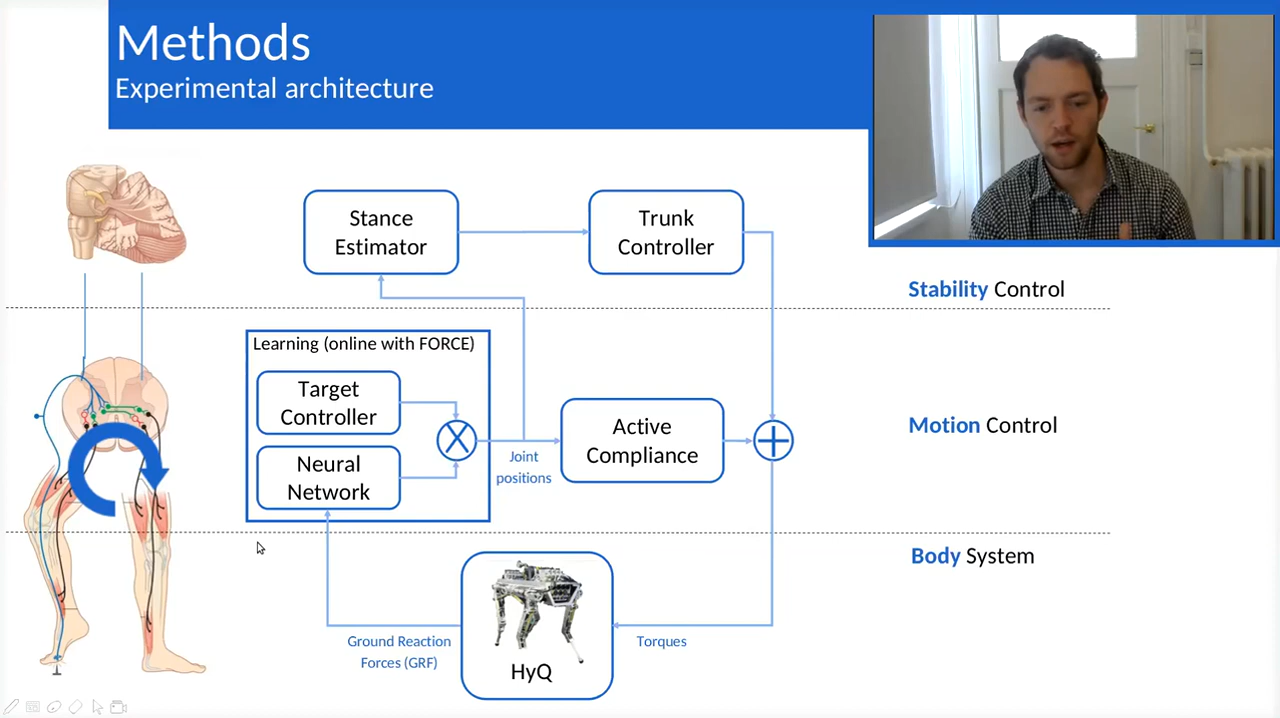 Methods
Experimental architecture
Stance
Estimator
Trunk
Controller
Stability Control
Learning (online with FORCE)
Target
Controller
Neural
Network
X
Joint
positions
Active
Compliance
+
Motion Control
Body System
Ground Reaction
Forces (GRF)
HyQ
Torques